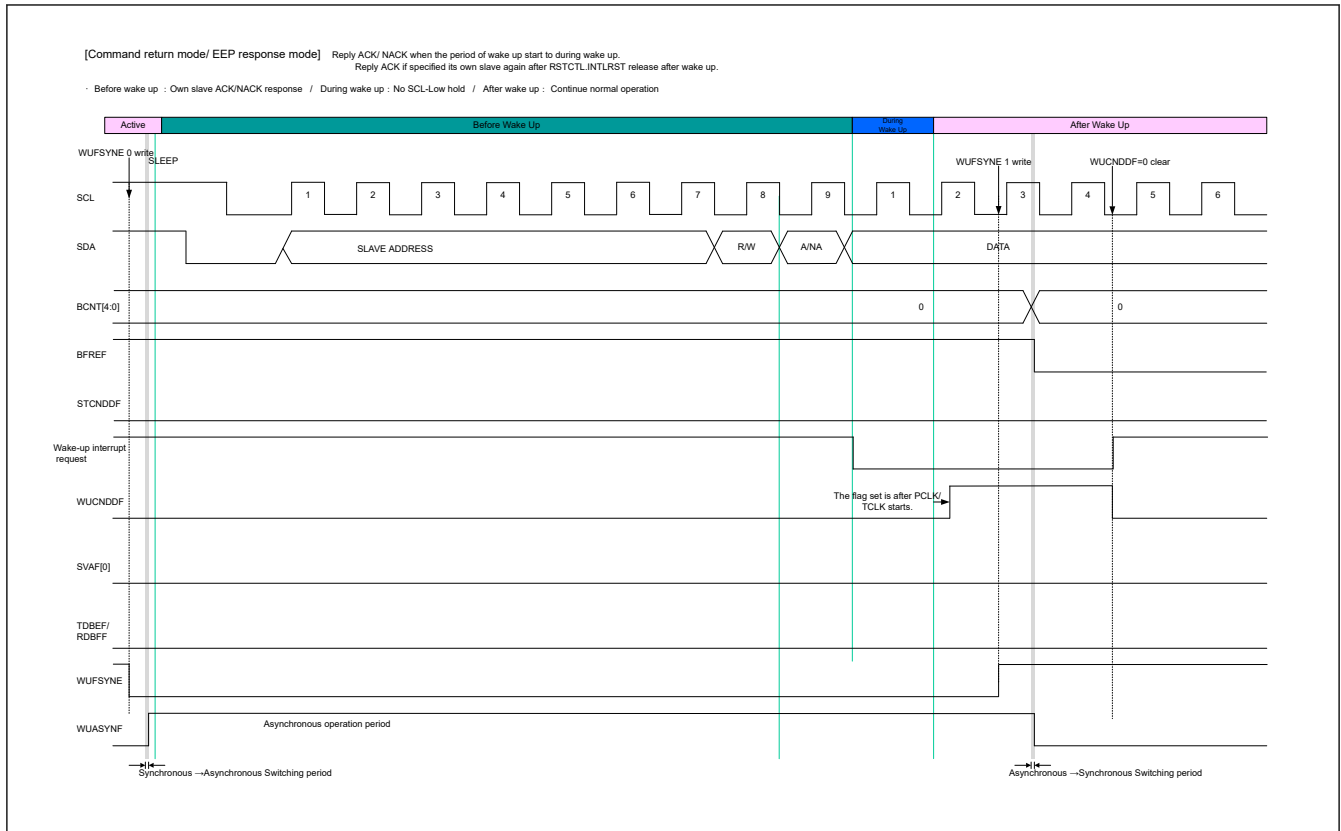 [Command return mode/ EEP response mode] Reply ACK/ NACK when the period of wake up start to during wake up.
Reply ACK if specified its own slave again after RSTCTL.INTLRST release after wake up.
· Before wake up : Own slave ACK/NACK response / During wake up : No SCL-Low hold / After wake up : Continue normal operation
Active Before Wake Up During Wake Up After Wake Up
WUFSYNE 0 write SLEEP WUFSYNE 1 write WUCNDDF=0 clear
SCL 1 2 3 4 5 6 7 8 9 1 2 3 4 5 6
SDA SLAVE ADDRESS R/W A/NA DATA
BCNT[4:0] 0 0
BFREF
STCNDDF
Wake-up interrupt
request
WUCNDDF The flag set is after PCLK/
TCLK starts.
SVAF[0]
TDBEF/
RDBFF
WUFSYNE
WUASYNF Asynchronous operation period
Synchronous →Asynchronous Switching period Asynchronous →Synchronous Switching period